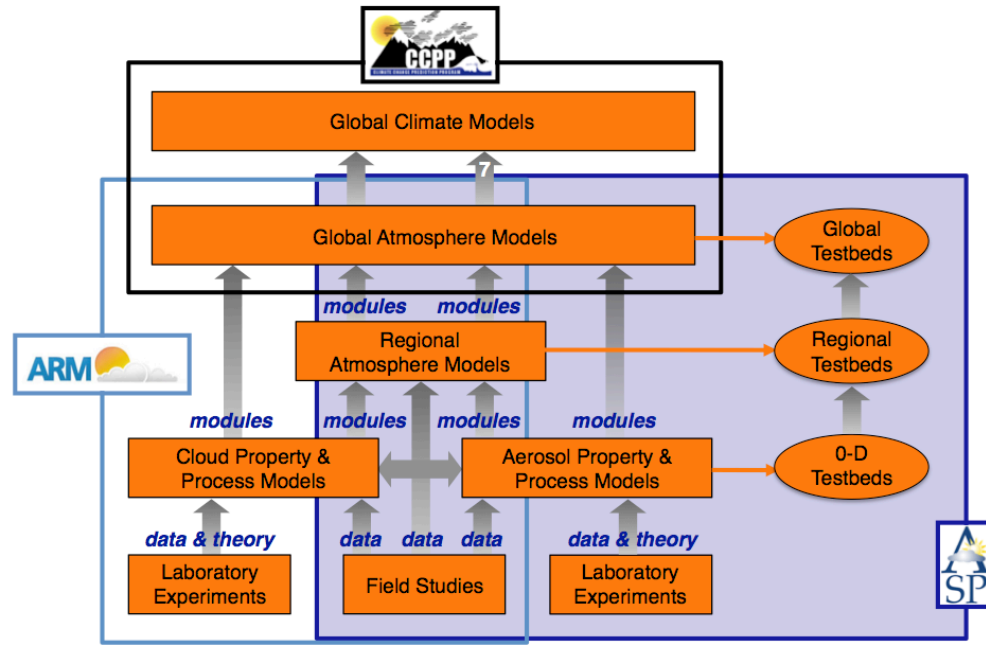 CCPP
CLIMATE CHANGE PREDICTION PROGRAM
Global Climate Models
7
Global Atmosphere Models
Global
Testbeds
modules
modules
Regional
Atmosphere Models
Regional
Testbeds
ARM
modules
modules
modules
modules
Cloud Property &
Process Models
Aerosol Property &
Process Models
0-D
Testbeds
data & theory
data
data
data
data & theory
Laboratory
Experiments
Field Studies
Laboratory
Experiments
ASP